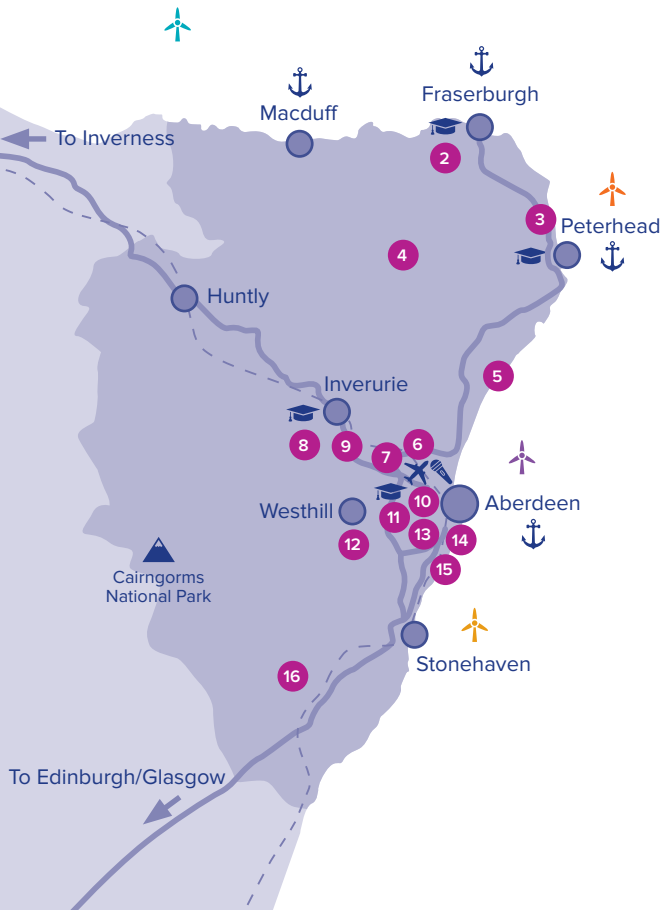 Fraserburgh
Macduff
To Inverness
2
3
Peterhead
4
Huntly
5
Inverurie
8
9
7
6
Westhill
10
Aberdeen
11
12
13
14
15
Cairngorms
National Park
Stonehaven
16
To Edinburgh/Glasgow